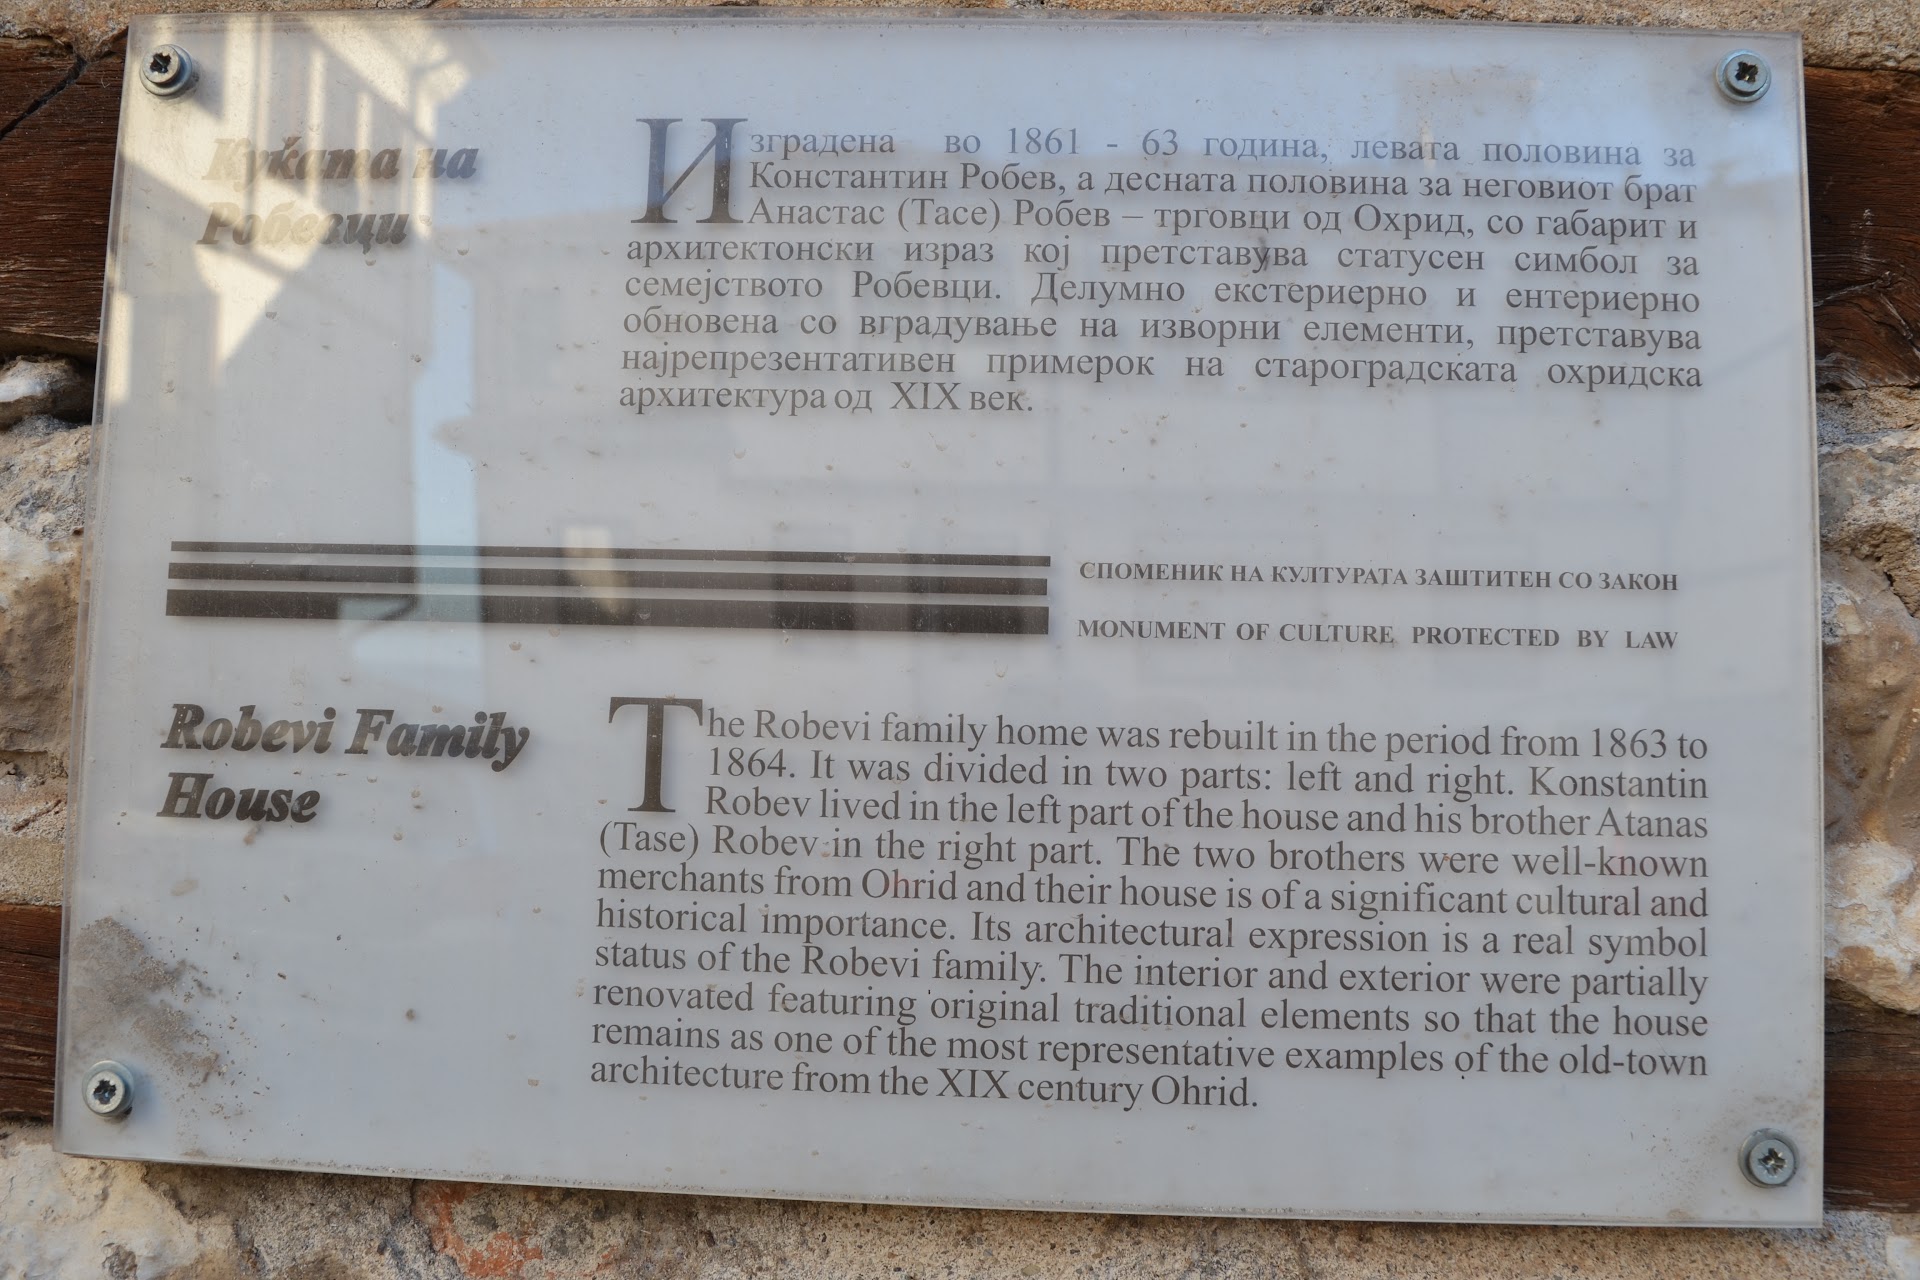 Куќата на
Робевци
Изградена во 1861 - 63 година, левата половина за
Константин Робев, а десната половина за неговиот брат
Анастас (Тасе) Робев – трговци од Охрид, со габарит и
архитектонски израз кој претставува статусен симбол за
семејството Робевци. Делумно екстериерно и ентериерно
обновена со вградување на изворни елементи, претставува
најрепрезентативен примерок на староградската охридска
архитектура од XIX век.
СПОМЕНИК НА КУЛТУРАТА ЗАШТИТЕН СО ЗАКОН
MONUMENT OF CULTURE PROTECTED BY LAW
Robevi Family
House
The Robevi family home was rebuilt in the period from 1863 to
1864. It was divided in two parts: left and right. Konstantin
Robev lived in the left part of the house and his brother Atanas
(Tase) Robev in the right part. The two brothers were well-known
merchants from Ohrid and their house is of a significant cultural and
historical importance. Its architectural expression is a real symbol
status of the Robevi family. The interior and exterior were partially
renovated featuring original traditional elements so that the house
remains as one of the most representative examples of the old-town
architecture from the XIX century Ohrid.